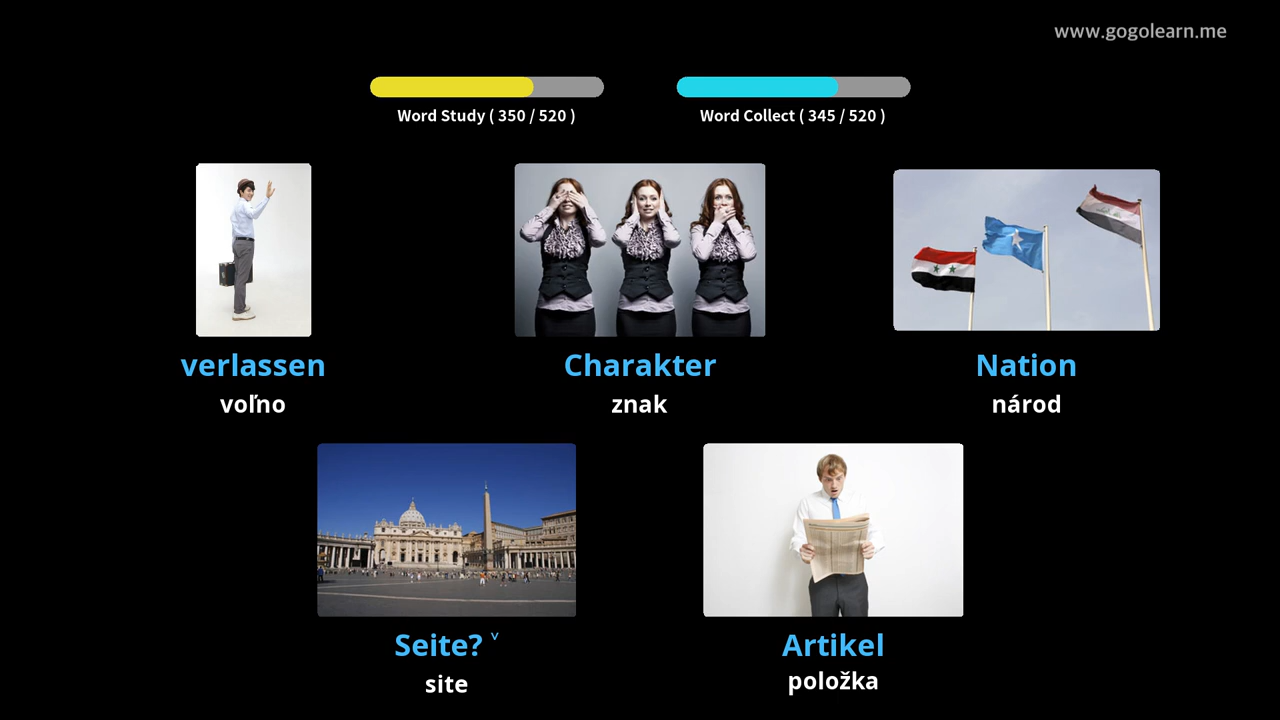 www.gogolearn.me
Word Study ( 350 / 520 )
Word Collect ( 345 / 520 )
verlassen
voľno
Charakter
znak
Nation
národ
Seite? ˅
site
Artikel
položka